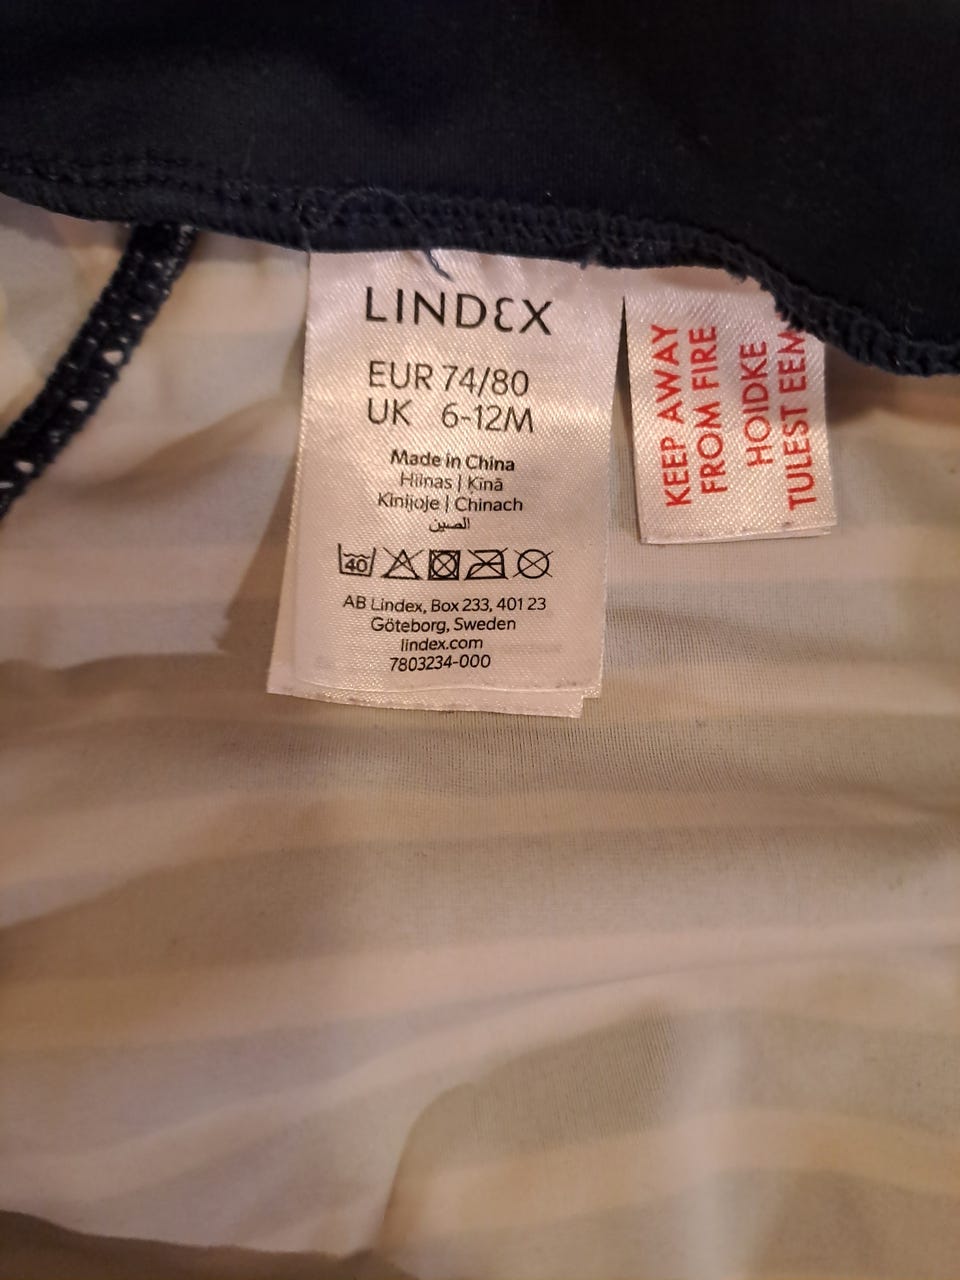 LINDEX
EUR 74/80
UK 6-12M
Made in China
Hiinas | Ķīnā
Kinijoje | Chinach
الصين
40
AB Lindex, Box 233, 401 23
Göteborg, Sweden
lindex.com
7803234-000
KEEP AWAY
FROM FIRE
HOIDKE
TULEST EEM